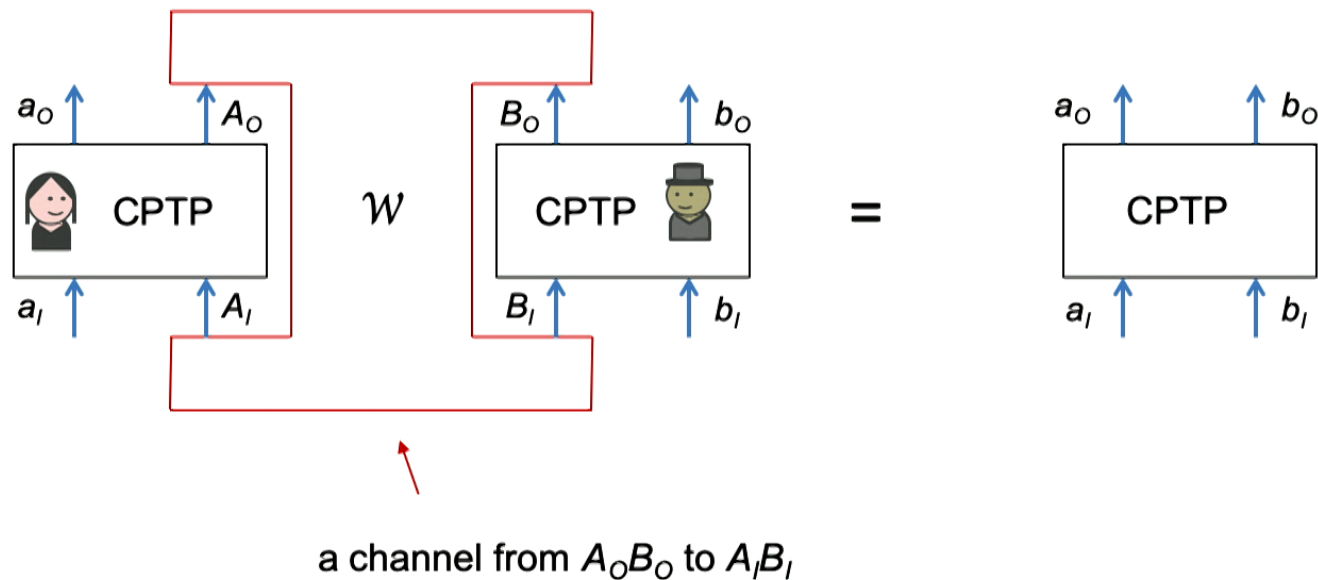 a_O A_O B_O b_O a_O b_O
CPTP 𝒲 CPTP = CPTP
a_I A_I B_I b_I a_I b_I
a channel from A_OB_O to A_IB_I